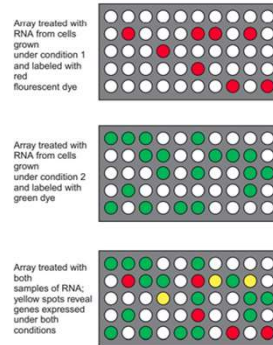 Array treated with
RNA from cells
grown
under condition 1
and labeled with
red
flourescent dye
Array treated with
RNA from cells
grown
under condition 2
and labeled with
green dye
Array treated with
both
samples of RNA;
yellow spots reveal
genes expressed
under both
conditions